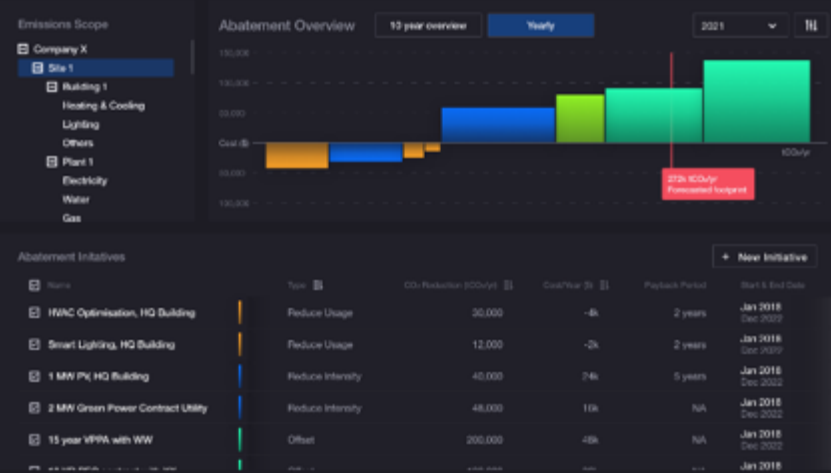 Emissions Scope
Company X
Site 1
Building 1
Heating & Cooling
Lighting
Others
Plant 1
Electricity
Water
Gas
Abatement Overview
10 year overview
Yearly
2021
150,000
100,000
Cost ($)
tCO₂/yr
272k tCO₂/yr
Forecasted footprint
Abatement Initatives
+ New Initiative
Name Type CO₂ Reduction (tCO₂/yr) Cost/Year $k Payback Period Start & End Date
HVAC Optimisation, HQ Building Reduce Usage 30,000 -4k 2 years Jan 2018
Dec 2022
Smart Lighting, HQ Building Reduce Usage 12,000 -2k 2 years Jan 2018
Dec 2022
1 MW PV, HQ Building Reduce Intensity 40,000 24k 5 years Jan 2018
Dec 2022
2 MW Green Power Contract Utility Reduce Intensity 48,000 16k NA Jan 2018
Dec 2022
15 year VPPA with WW Offset 200,000 48k NA Jan 2018
Dec 2022